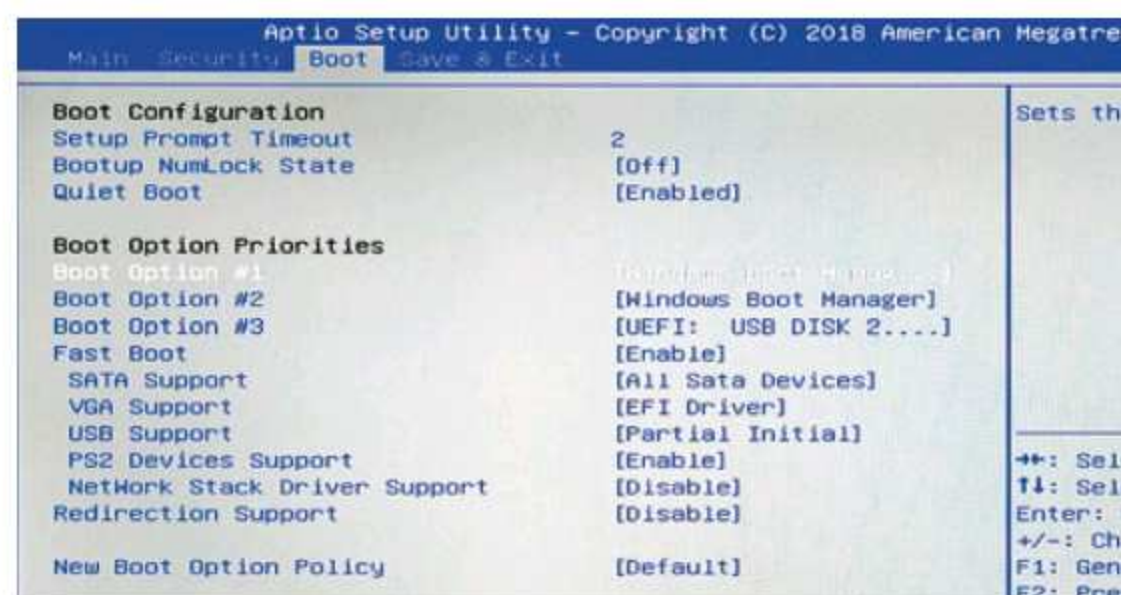 Aptio Setup Utility – Copyright (C) 2018 American Megatre
Main Security Boot Save & Exit
Boot Configuration
Setup Prompt Timeout 2
Bootup NumLock State [Off]
Quiet Boot [Enabled]
Boot Option Priorities
Boot Option #1
Boot Option #2 [Windows Boot Manager]
Boot Option #3 [UEFI: USB DISK 2....]
Fast Boot [Enable]
SATA Support [All Sata Devices]
VGA Support [EFI Driver]
USB Support [Partial Initial]
PS2 Devices Support [Enable]
NetWork Stack Driver Support [Disable]
Redirection Support [Disable]
New Boot Option Policy [Default]
Sets th
→←: Sel
↑↓: Sel
Enter:
+/-: Ch
F1: Gen
F2: Pre